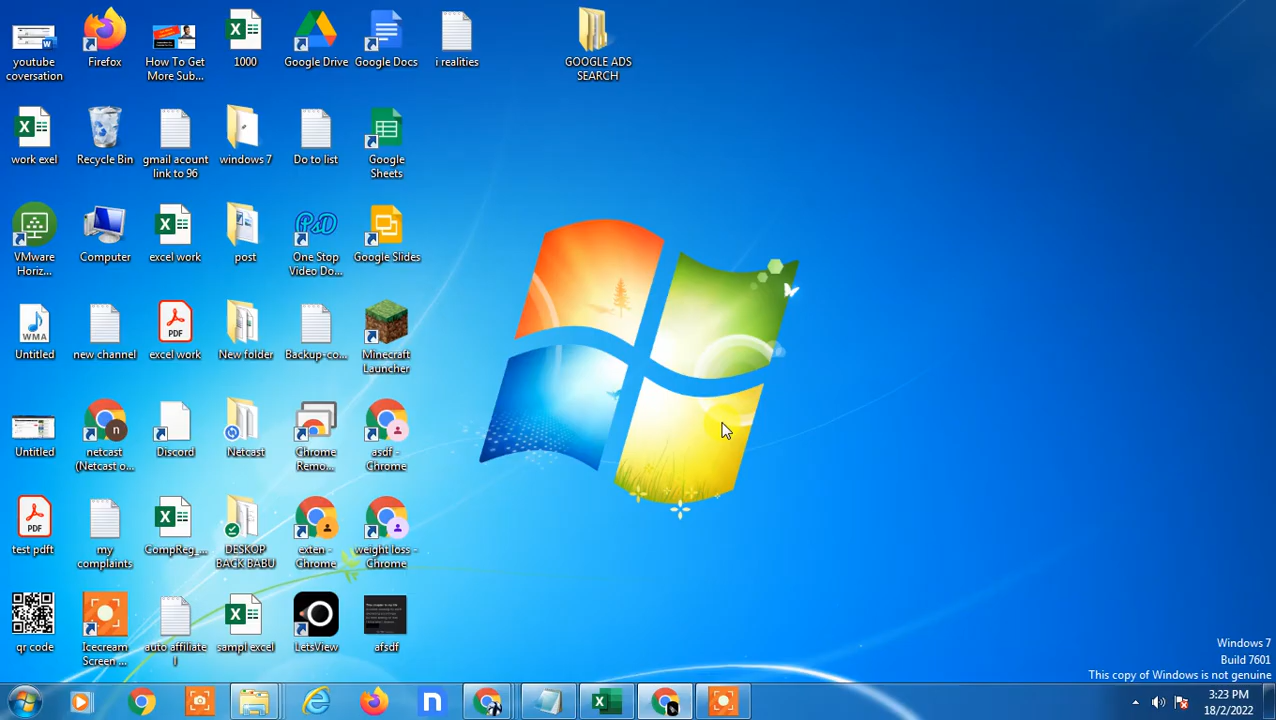 youtube
coversation
Firefox
How To Get
More Sub...
1000
Google Drive
Google Docs
i realities
GOOGLE ADS
SEARCH
work exel
Recycle Bin
gmail acount
link to 96
windows 7
Do to list
Google
Sheets
VMware
Horiz...
Computer
excel work
post
One Stop
Video Do...
Google Slides
WMA
Untitled
new channel
PDF
excel work
New folder
Backup-co...
Minecraft
Launcher
Untitled
n
netcast
(Netcast o...
Discord
Netcast
Chrome
Remo...
asdf -
Chrome
PDF
test pdft
my
complaints
CompReg_...
DESKOP
BACK BABU
exten -
Chrome
weight loss -
Chrome
qr code
Icecream
Screen ...
auto affiliate
l
sampl excel
LetsView
afsdf
Windows 7
Build 7601
This copy of Windows is not genuine
3:23 PM
18/2/2022